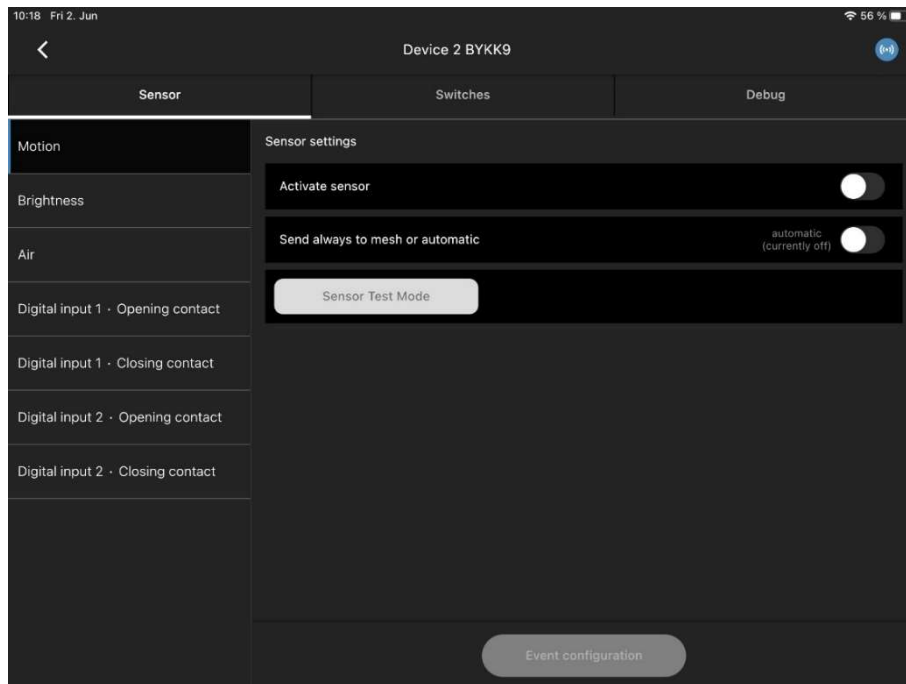 10:18 Fri 2. Jun
56 %
Device 2 BYKK9
Sensor
Switches
Debug
Motion
Brightness
Air
Digital input 1 · Opening contact
Digital input 1 · Closing contact
Digital input 2 · Opening contact
Digital input 2 · Closing contact
Sensor settings
Activate sensor
Send always to mesh or automatic
automatic
(currently off)
Sensor Test Mode
Event configuration